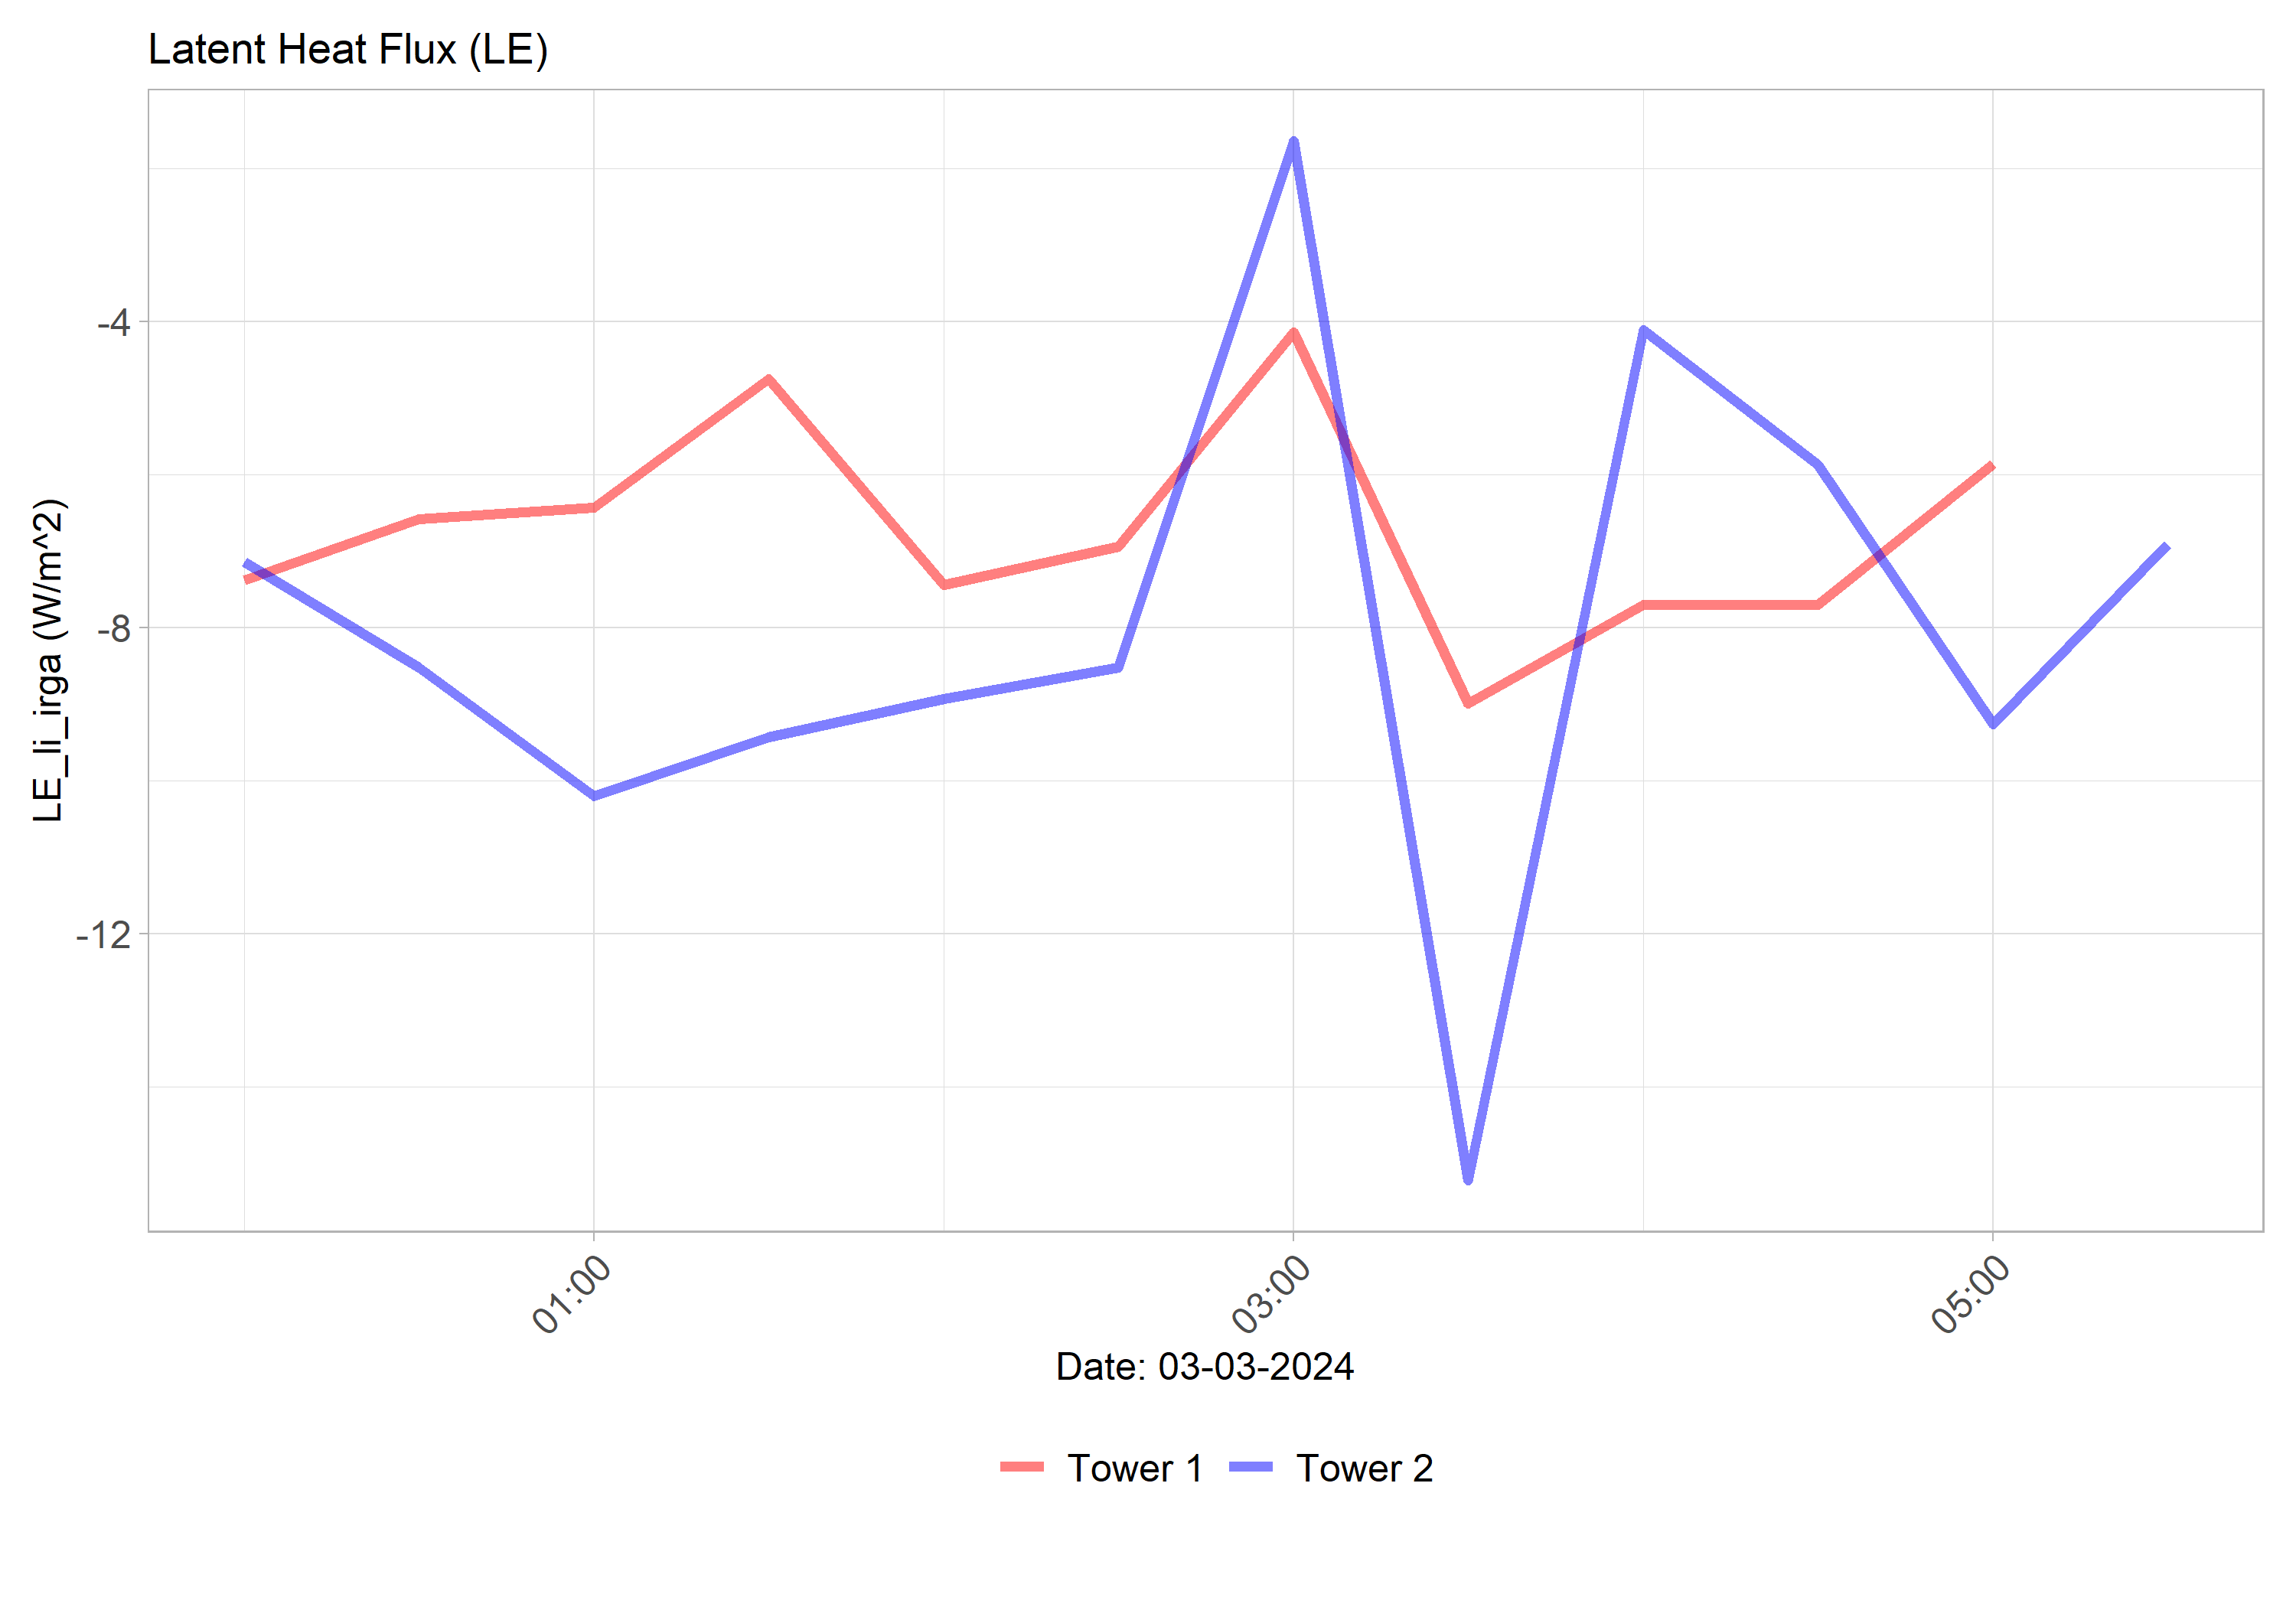 Latent Heat Flux (LE)
LE_li_irga (W/m^2)
-4
-8
-12
01:00
03:00
05:00
Date: 03-03-2024
Tower 1
Tower 2